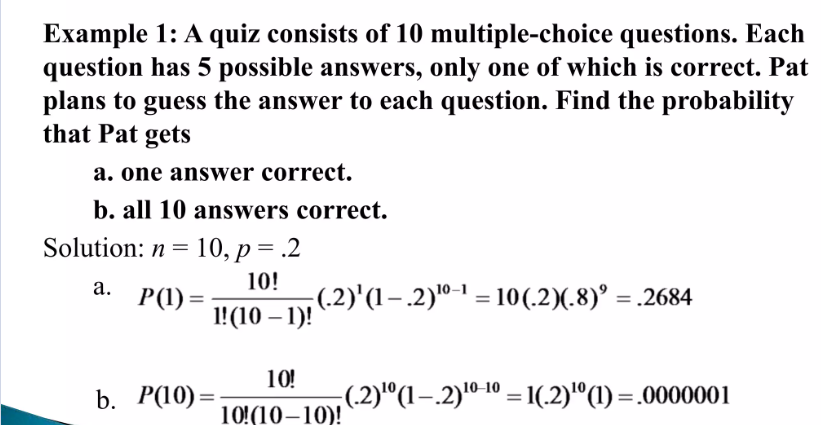 Example 1: A quiz consists of 10 multiple-choice questions. Each
question has 5 possible answers, only one of which is correct. Pat
plans to guess the answer to each question. Find the probability
that Pat gets
a. one answer correct.
b. all 10 answers correct.
Solution: n = 10, p = .2
a. P(1) = 10! / 1!(10 – 1)! (.2)¹(1 – .2)¹⁰⁻¹ = 10(.2)(.8)⁹ = .2684
b. P(10) = 10! / 10!(10–10)! (.2)¹⁰(1–.2)¹⁰⁻¹⁰ = 1(.2)¹⁰(1) = .0000001